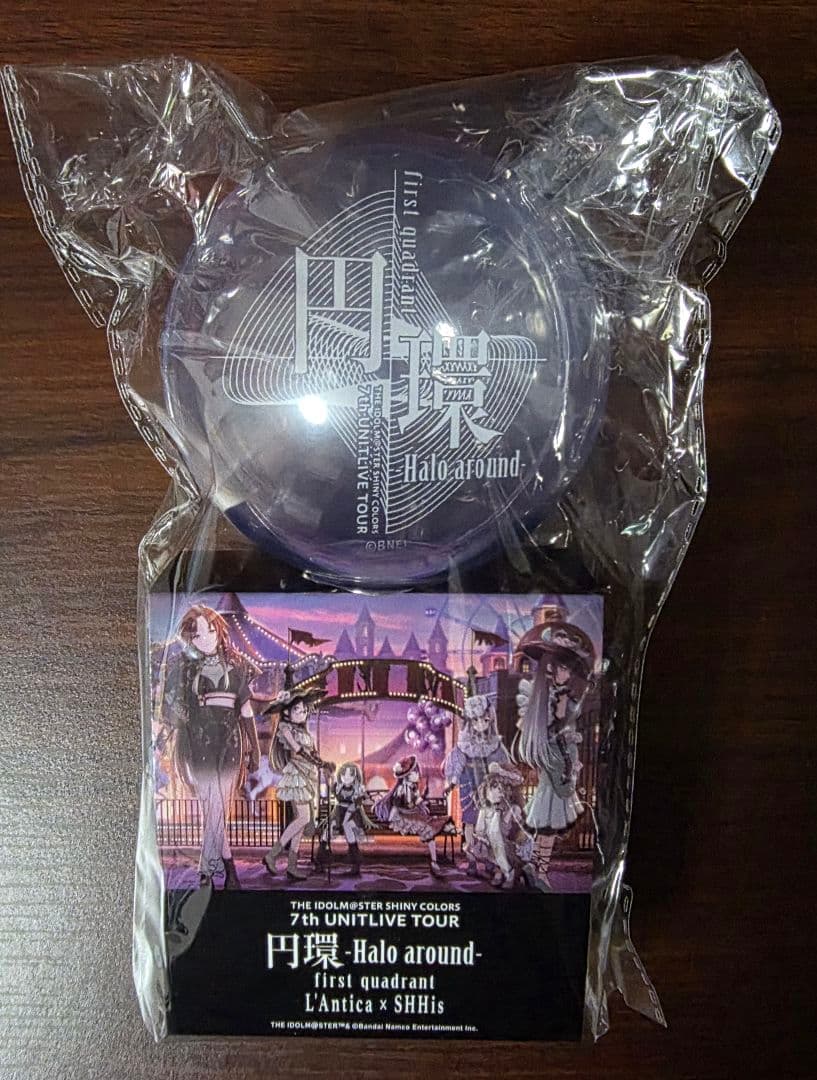 first quadrant
円環
THE IDOLM@STER SHINY COLORS
7th UNITLIVE TOUR
-Halo around-
©BNEI
THE IDOLM@STER SHINY COLORS
7th UNITLIVE TOUR
円環-Halo around-
first quadrant
L'Antica × SHHis
THE IDOLM@STER™& ©Bandai Namco Entertainment Inc.